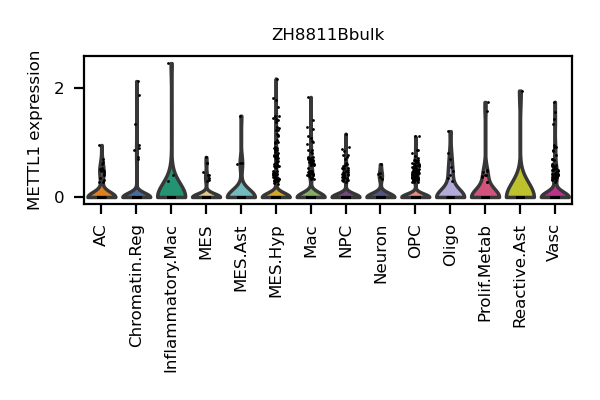 ZH8811Bbulk
METTL1 expression
2
0
AC
Chromatin.Reg
Inflammatory.Mac
MES
MES.Ast
MES.Hyp
Mac
NPC
Neuron
OPC
Oligo
Prolif.Metab
Reactive.Ast
Vasc